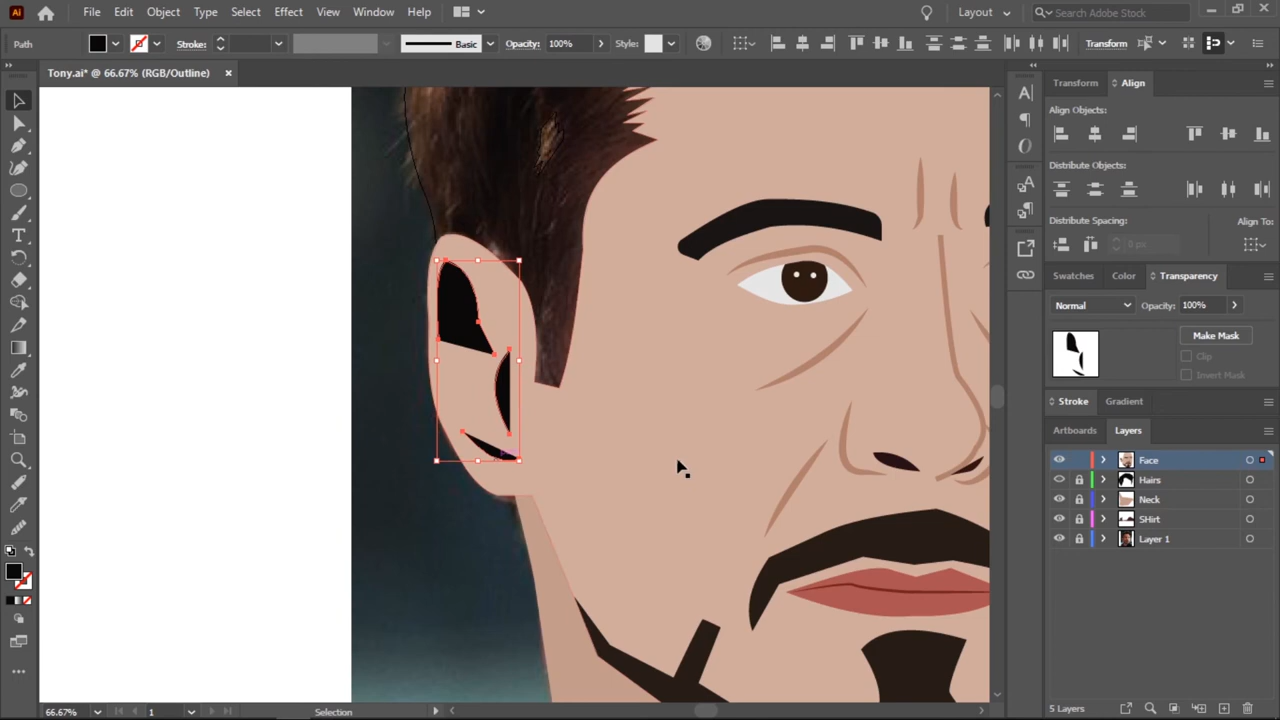 Ai File Edit Object Type Select Effect View Window Help Layout Search Adobe Stock
Path Stroke: Basic Opacity: 100% Style: Transform
Tony.ai* @ 66.67% (RGB/Outline) ×
Transform Align
Align Objects:
Distribute Objects:
Distribute Spacing: Align To:
0 px
Swatches Color Transparency
Normal Opacity: 100%
Make Mask
Clip
Invert Mask
Stroke Gradient
Artboards Layers
Face
Hairs
Neck
SHirt
Layer 1
66.67% 1 Selection 5 Layers